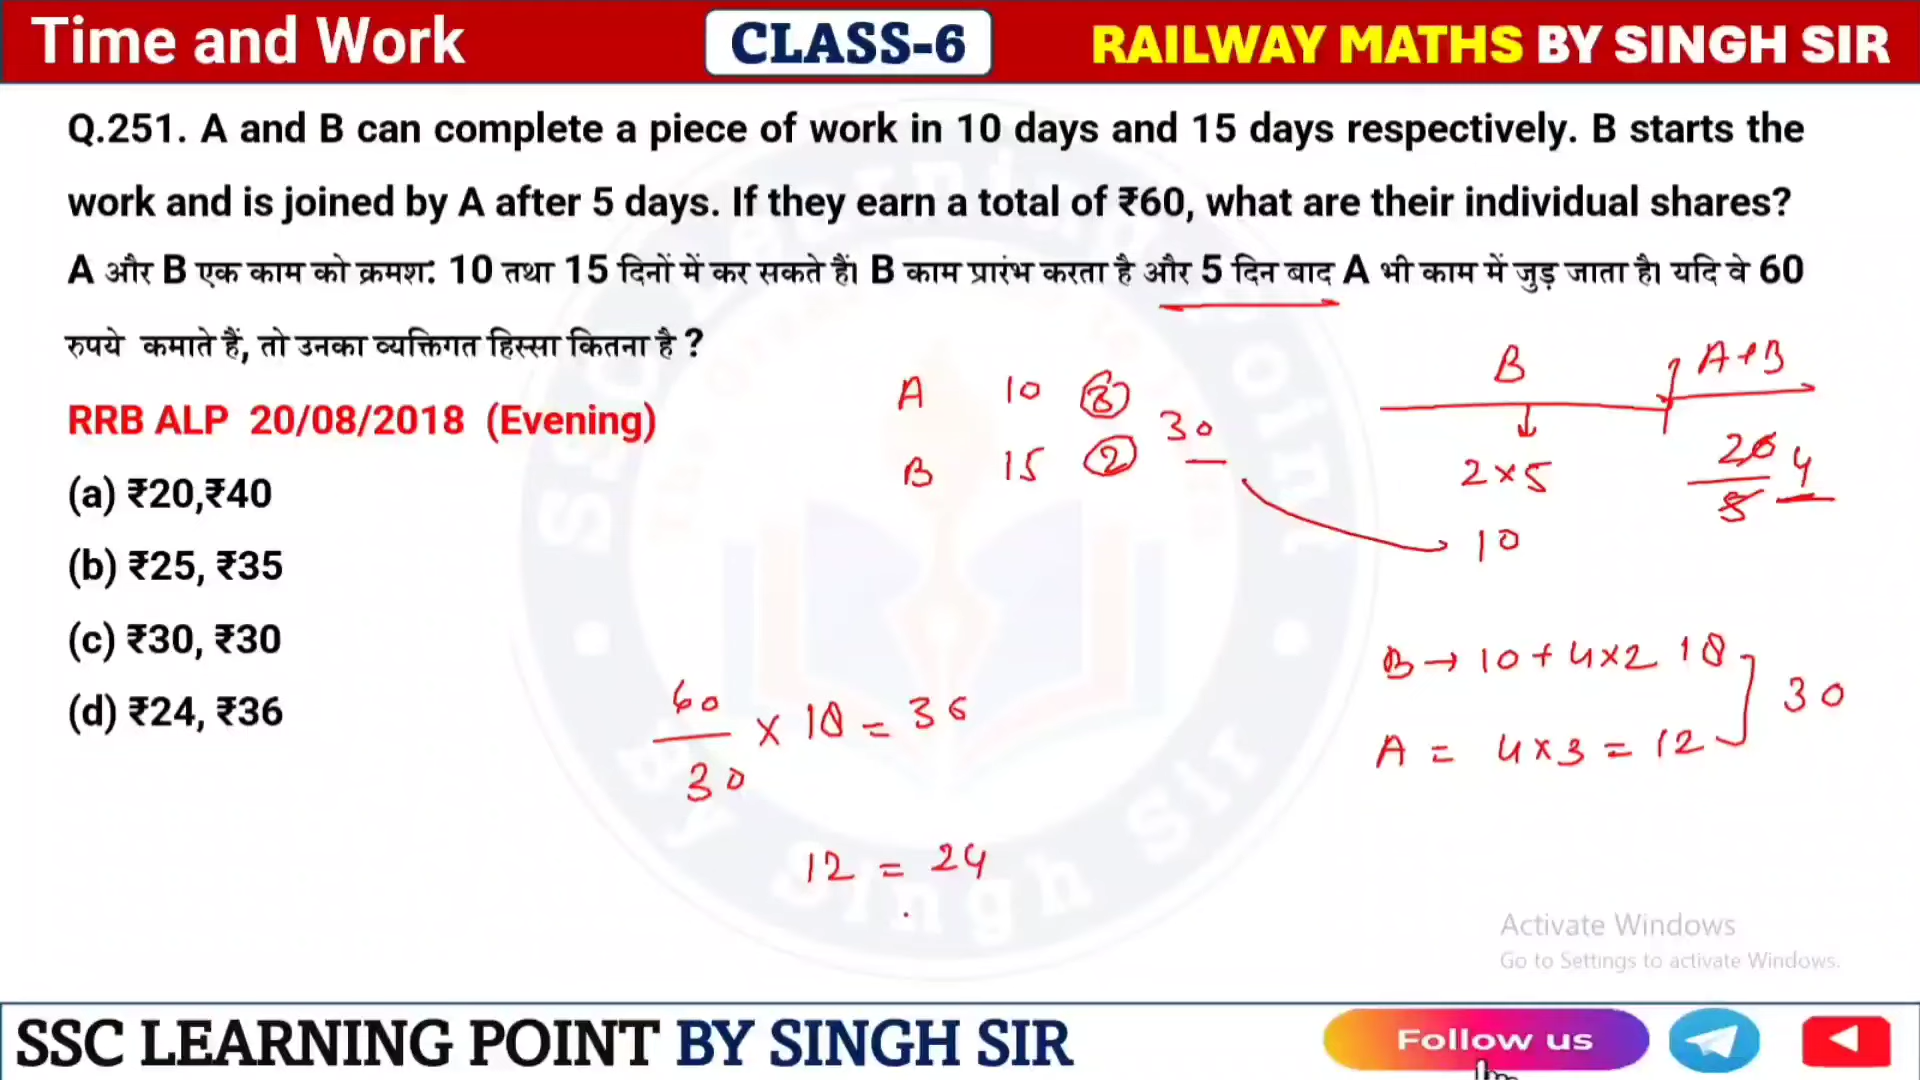 Time and Work
CLASS-6
RAILWAY MATHS BY SINGH SIR
Q.251. A and B can complete a piece of work in 10 days and 15 days respectively. B starts the
work and is joined by A after 5 days. If they earn a total of ₹60, what are their individual shares?
A और B एक काम को क्रमश: 10 तथा 15 दिनों में कर सकते हैं। B काम प्रारंभ करता है और 5 दिन बाद A भी काम में जुड़ जाता है। यदि वे 60
रुपये कमाते हैं, तो उनका व्यक्तिगत हिस्सा कितना है ?
RRB ALP 20/08/2018 (Evening)
(a) ₹20,₹40
(b) ₹25, ₹35
(c) ₹30, ₹30
(d) ₹24, ₹36
A 10 3
B 15 2
30
B
A+B
2×5
10
20
5
4
B → 10 + 4×2 18
A = 4×3 = 12
30
60
30
× 18 = 36
12 = 24
SSC Learning Point
By Singh Sir
Activate Windows
Go to Settings to activate Windows.
SSC LEARNING POINT BY SINGH SIR
Follow us